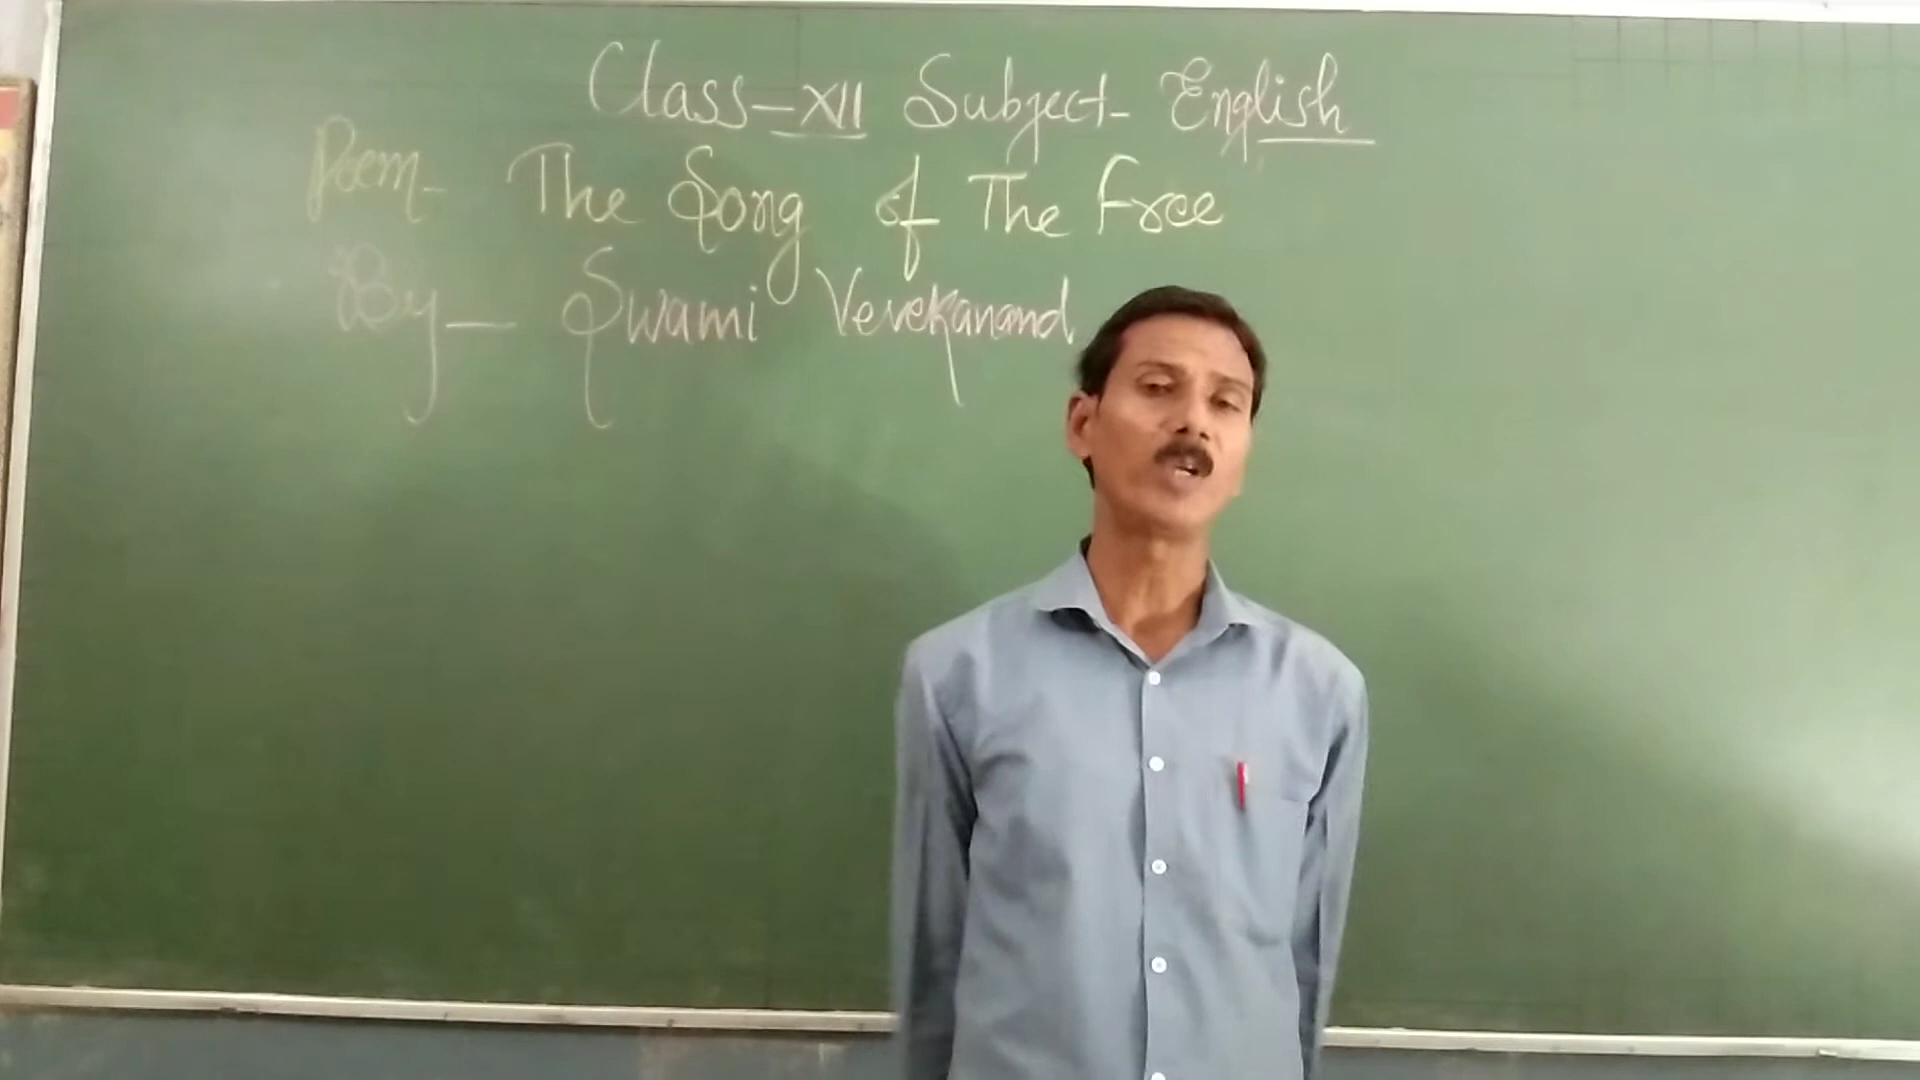 Class-XII Subject- English
Poem- The Song of The Free
By- Swami Vevekanand